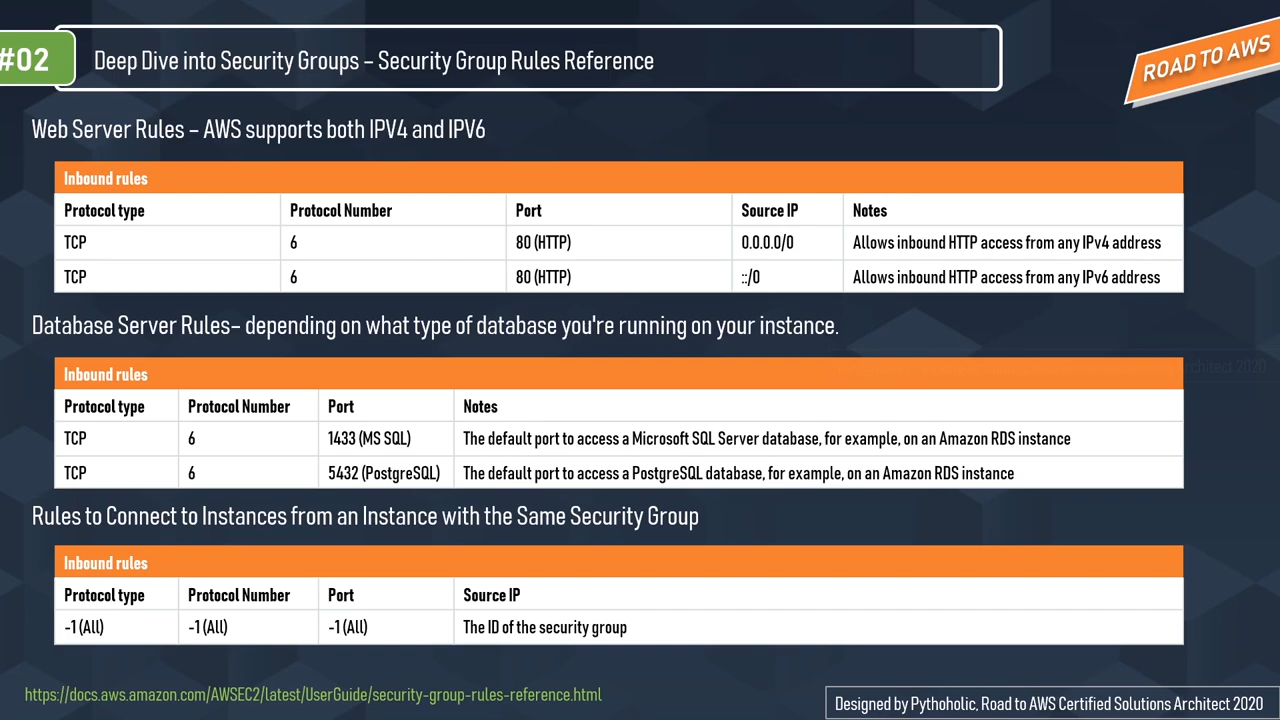 #02
Deep Dive into Security Groups – Security Group Rules Reference
ROAD TO AWS
Web Server Rules – AWS supports both IPV4 and IPV6
Inbound rules
Protocol type Protocol Number Port Source IP Notes
TCP 6 80 (HTTP) 0.0.0.0/0 Allows inbound HTTP access from any IPv4 address
TCP 6 80 (HTTP) ::/0 Allows inbound HTTP access from any IPv6 address
Database Server Rules– depending on what type of database you're running on your instance.
Inbound rules
Protocol type Protocol Number Port Notes
TCP 6 1433 (MS SQL) The default port to access a Microsoft SQL Server database, for example, on an Amazon RDS instance
TCP 6 5432 (PostgreSQL) The default port to access a PostgreSQL database, for example, on an Amazon RDS instance
Rules to Connect to Instances from an Instance with the Same Security Group
Inbound rules
Protocol type Protocol Number Port Source IP
-1 (All) -1 (All) -1 (All) The ID of the security group
https://docs.aws.amazon.com/AWSEC2/latest/UserGuide/security-group-rules-reference.html
Designed by Pythoholic, Road to AWS Certified Solutions Architect 2020